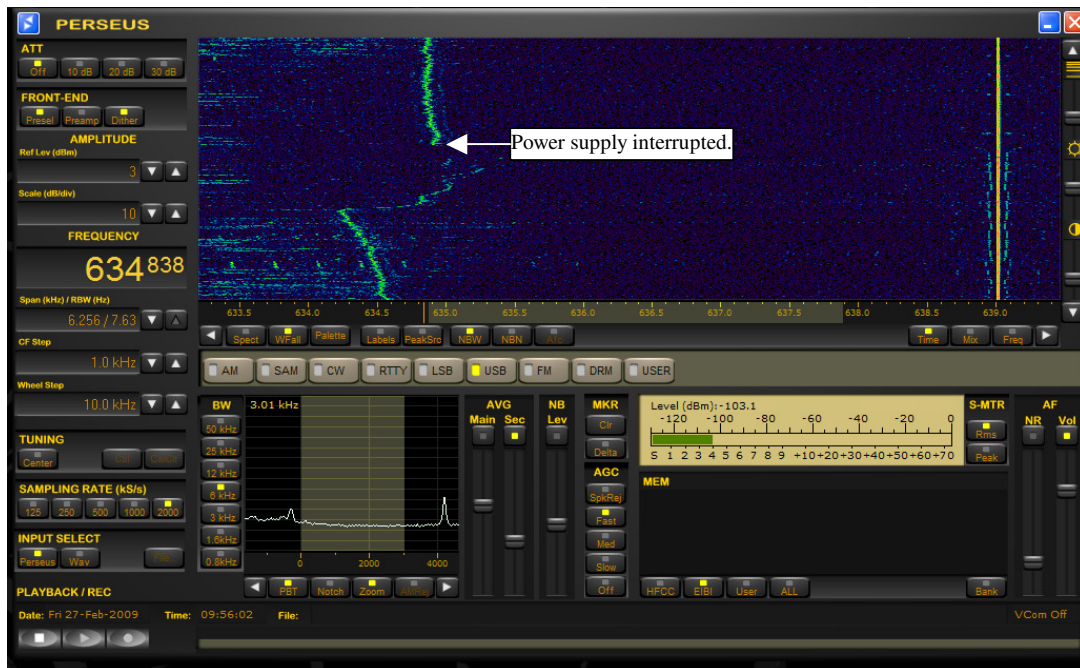 PERSEUS
ATT
Off 10 dB 20 dB 30 dB
FRONT-END
Presel Preamp Dither
AMPLITUDE
Ref Lev (dBm)
3
Scale (dB/div)
10
FREQUENCY
634 838
Span (kHz) / RBW (Hz)
6.256 / 7.63
CF Step
1.0 kHz
Wheel Step
10.0 kHz
TUNING
Center
SAMPLING RATE (kS/s)
125 250 500 1000 2000
INPUT SELECT
Perseus Wav
PLAYBACK / REC
Power supply interrupted.
633.5 634.0 634.5 635.0 635.5 636.0 636.5 637.0 637.5 638.0 638.5 639.0
Spect WFall Palette Labels PeakSrc NBW NBN Time Mix Freq
AM SAM CW RTTY LSB USB FM DRM USER
BW
50 kHz
25 kHz
12 kHz
6 kHz
3 kHz
1.6kHz
0.8kHz
3.01 kHz
0 2000 4000
PBT Notch Zoom AMRej
AVG
Main Sec
NB
Lev
MKR
Clr
Delta
AGC
SpkRej
Fast
Med
Slow
Off
Level (dBm):-103.1
-120 -100 -80 -60 -40 -20 0
S 1 2 3 4 5 6 7 8 9 +10+20+30+40+50+60+70
S-MTR
Rms
Peak
MEM
HFCC EIBI User ALL Bank
AF
NR Vol
Date: Fri 27-Feb-2009 Time: 09:56:02 File: VCom Off